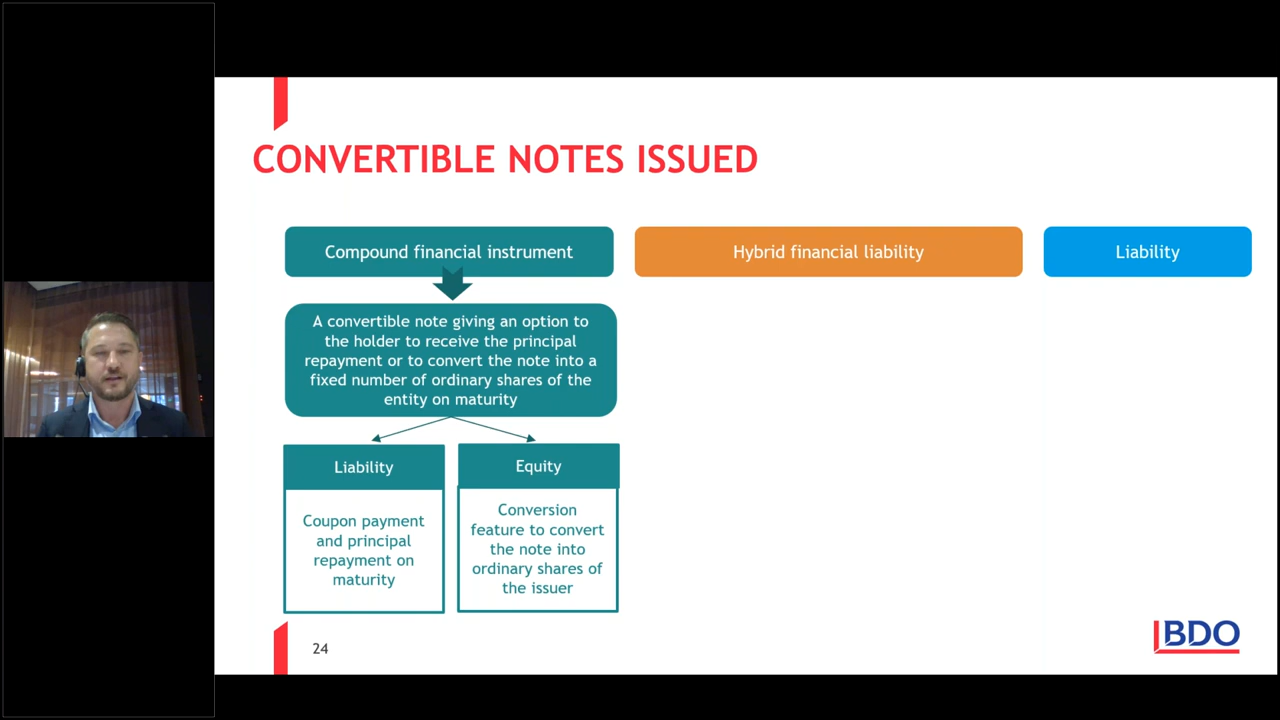 CONVERTIBLE NOTES ISSUED
Compound financial instrument
Hybrid financial liability
Liability
A convertible note giving an option to
the holder to receive the principal
repayment or to convert the note into a
fixed number of ordinary shares of the
entity on maturity
Liability
Equity
Coupon payment
and principal
repayment on
maturity
Conversion
feature to convert
the note into
ordinary shares of
the issuer
24
BDO